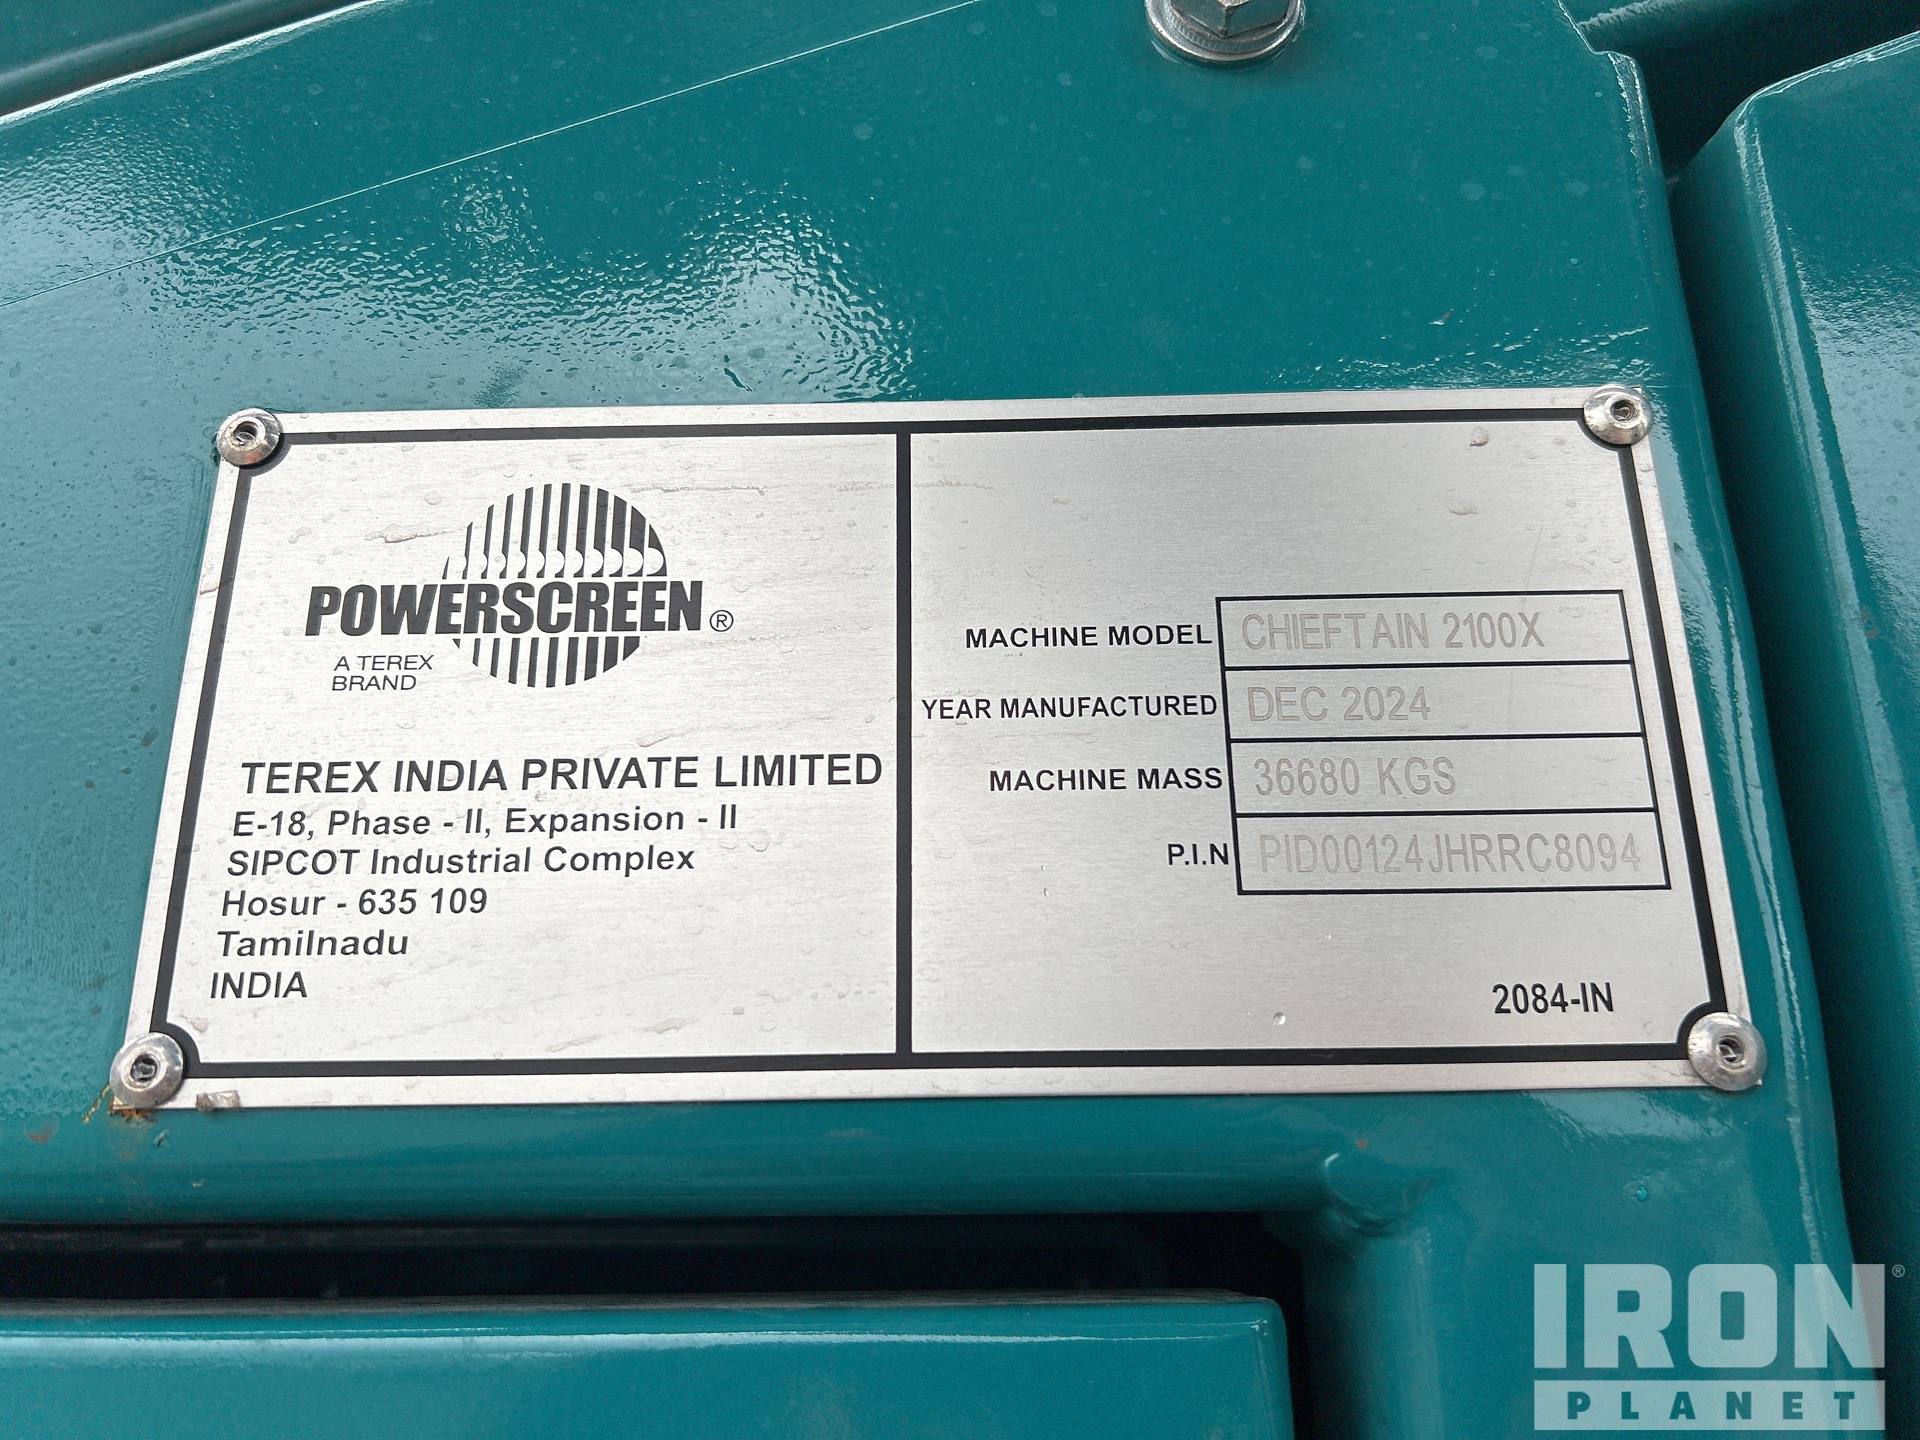 POWERSCREEN®
A TEREX
BRAND
TEREX INDIA PRIVATE LIMITED
E-18, Phase - II, Expansion - II
SIPCOT Industrial Complex
Hosur - 635 109
Tamilnadu
INDIA
MACHINE MODEL CHIEFTAIN 2100X
YEAR MANUFACTURED DEC 2024
MACHINE MASS 36680 KGS
P.I.N PID00124JHRRC8094
2084-IN
IRON®
PLANET